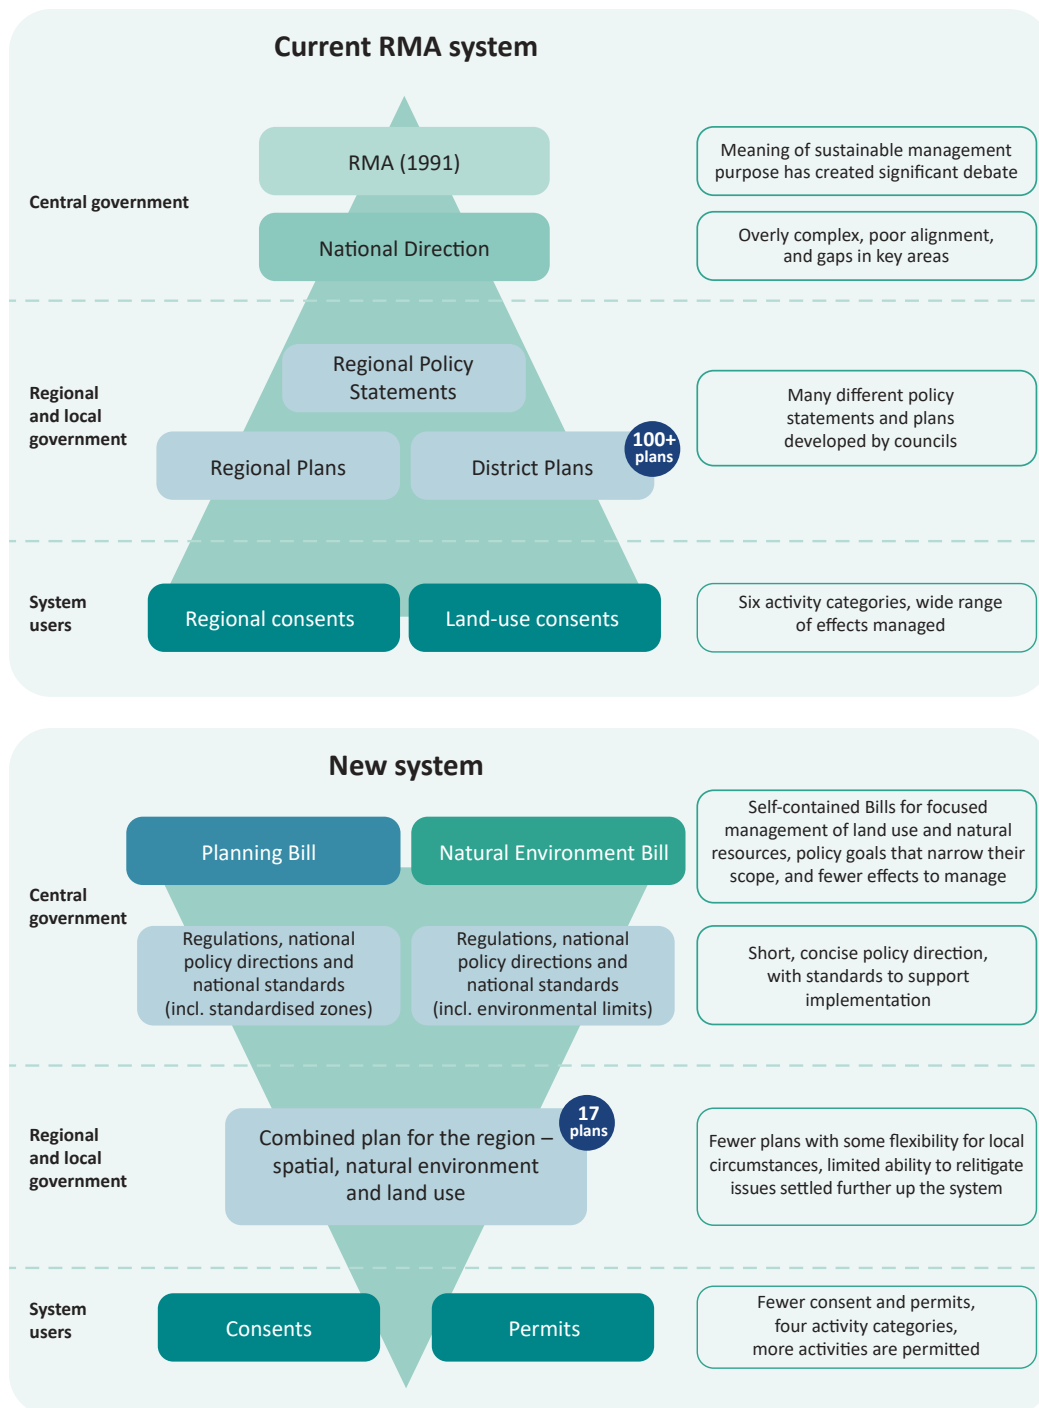 Current RMA system
Central government
RMA (1991)
Meaning of sustainable management
purpose has created significant debate
National Direction
Overly complex, poor alignment,
and gaps in key areas
Regional
and local
government
Regional Policy
Statements
Regional Plans
District Plans
100+
plans
Many different policy
statements and plans
developed by councils
System
users
Regional consents
Land-use consents
Six activity categories, wide range
of effects managed
New system
Central
government
Planning Bill
Natural Environment Bill
Self-contained Bills for focused
management of land use and natural
resources, policy goals that narrow their
scope, and fewer effects to manage
Regulations, national
policy directions and
national standards
(incl. standardised zones)
Regulations, national
policy directions and
national standards
(incl. environmental limits)
Short, concise policy direction,
with standards to support
implementation
Regional
and local
government
Combined plan for the region –
spatial, natural environment
and land use
17
plans
Fewer plans with some flexibility for local
circumstances, limited ability to relitigate
issues settled further up the system
System
users
Consents
Permits
Fewer consent and permits,
four activity categories,
more activities are permitted